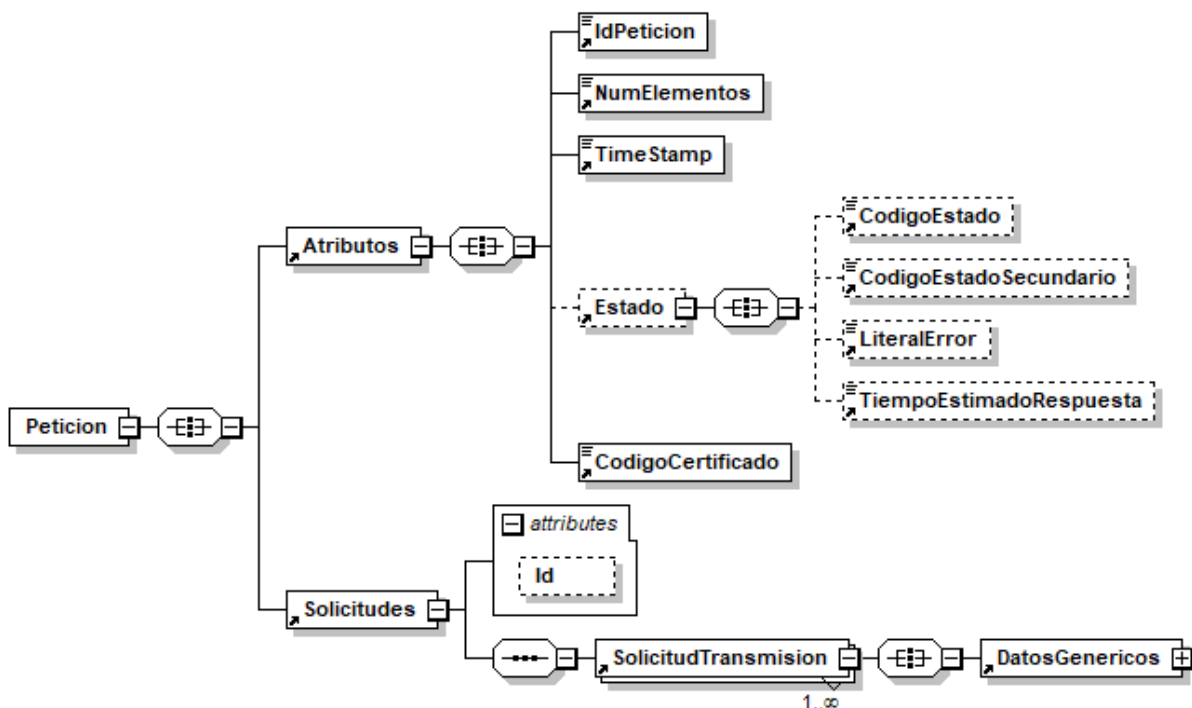 IdPeticion
NumElementos
TimeStamp
CodigoEstado
Atributos
CodigoEstadoSecundario
Estado
LiteralError
TiempoEstimadoRespuesta
Peticion
CodigoCertificado
attributes
Id
Solicitudes
SolicitudTransmision
DatosGenericos
1..∞